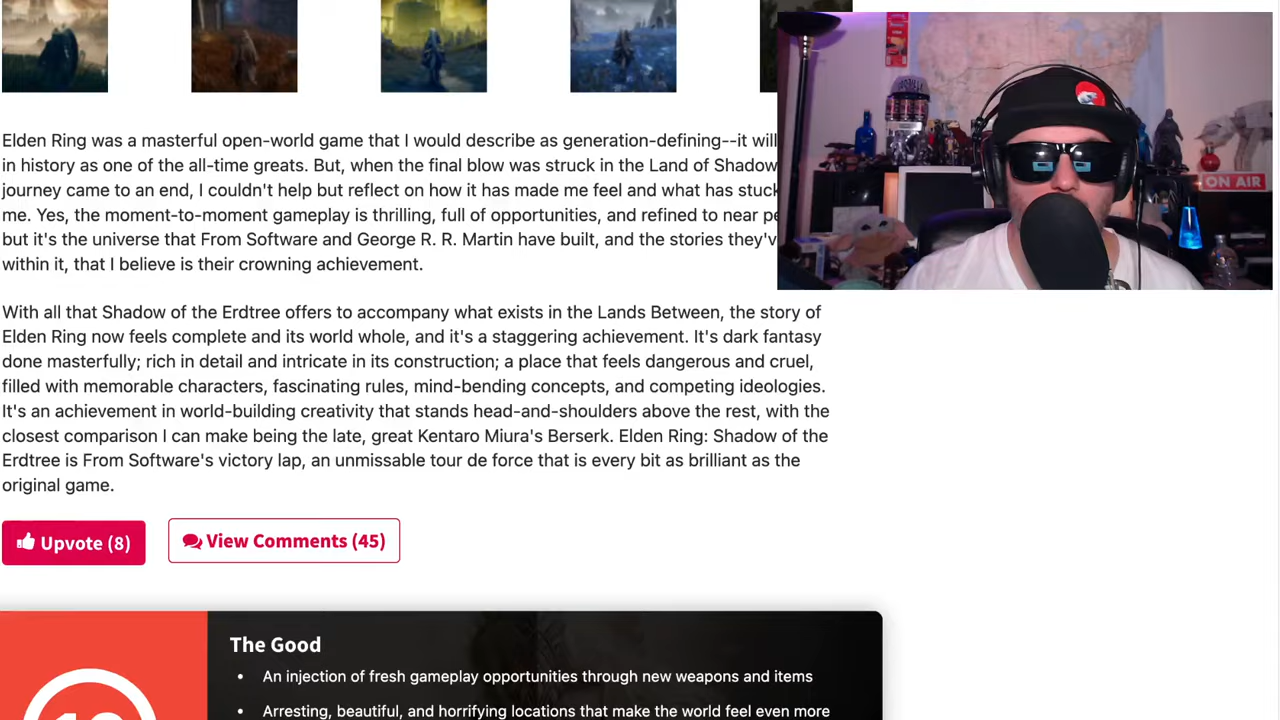 Elden Ring was a masterful open-world game that I would describe as generation-defining--it will
in history as one of the all-time greats. But, when the final blow was struck in the Land of Shadow
journey came to an end, I couldn't help but reflect on how it has made me feel and what has stuck
me. Yes, the moment-to-moment gameplay is thrilling, full of opportunities, and refined to near pe
but it's the universe that From Software and George R. R. Martin have built, and the stories they'v
within it, that I believe is their crowning achievement.
ON AIR
With all that Shadow of the Erdtree offers to accompany what exists in the Lands Between, the story of
Elden Ring now feels complete and its world whole, and it's a staggering achievement. It's dark fantasy
done masterfully; rich in detail and intricate in its construction; a place that feels dangerous and cruel,
filled with memorable characters, fascinating rules, mind-bending concepts, and competing ideologies.
It's an achievement in world-building creativity that stands head-and-shoulders above the rest, with the
closest comparison I can make being the late, great Kentaro Miura's Berserk. Elden Ring: Shadow of the
Erdtree is From Software's victory lap, an unmissable tour de force that is every bit as brilliant as the
original game.
Upvote (8)
View Comments (45)
The Good
• An injection of fresh gameplay opportunities through new weapons and items
• Arresting, beautiful, and horrifying locations that make the world feel even more